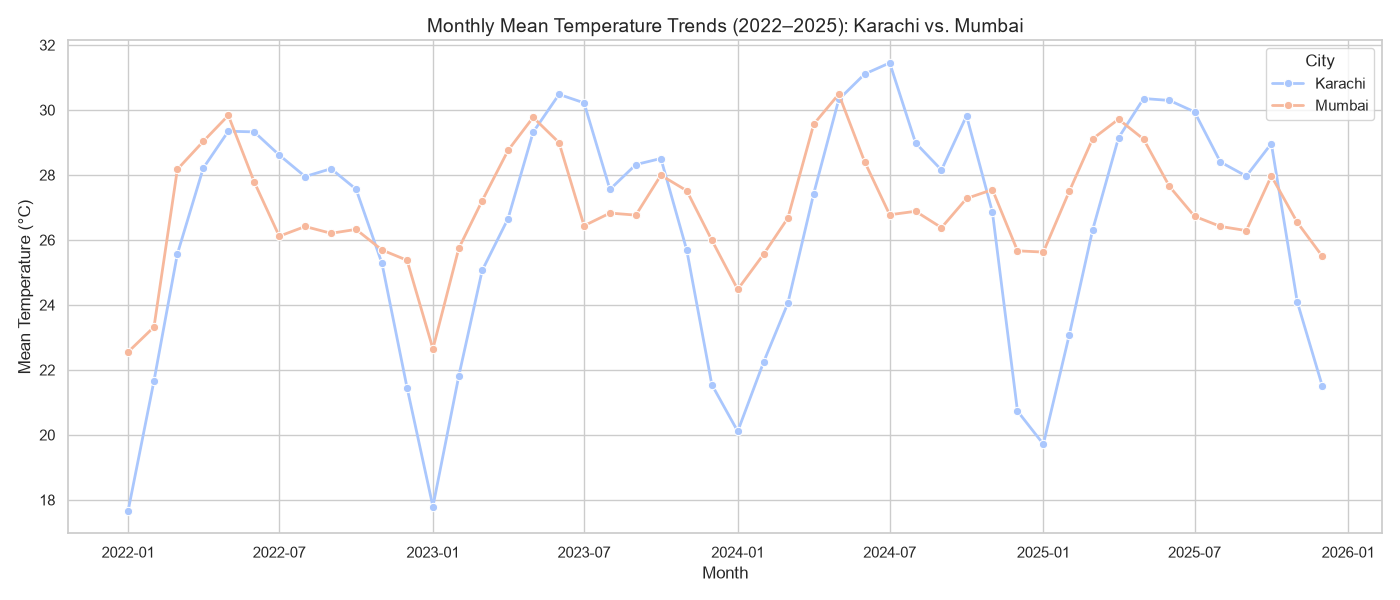 Monthly Mean Temperature Trends (2022–2025): Karachi vs. Mumbai
City
Karachi
Mumbai
Mean Temperature (°C)
32
30
28
26
24
22
20
18
2022-01
2022-07
2023-01
2023-07
2024-01
2024-07
2025-01
2025-07
2026-01
Month